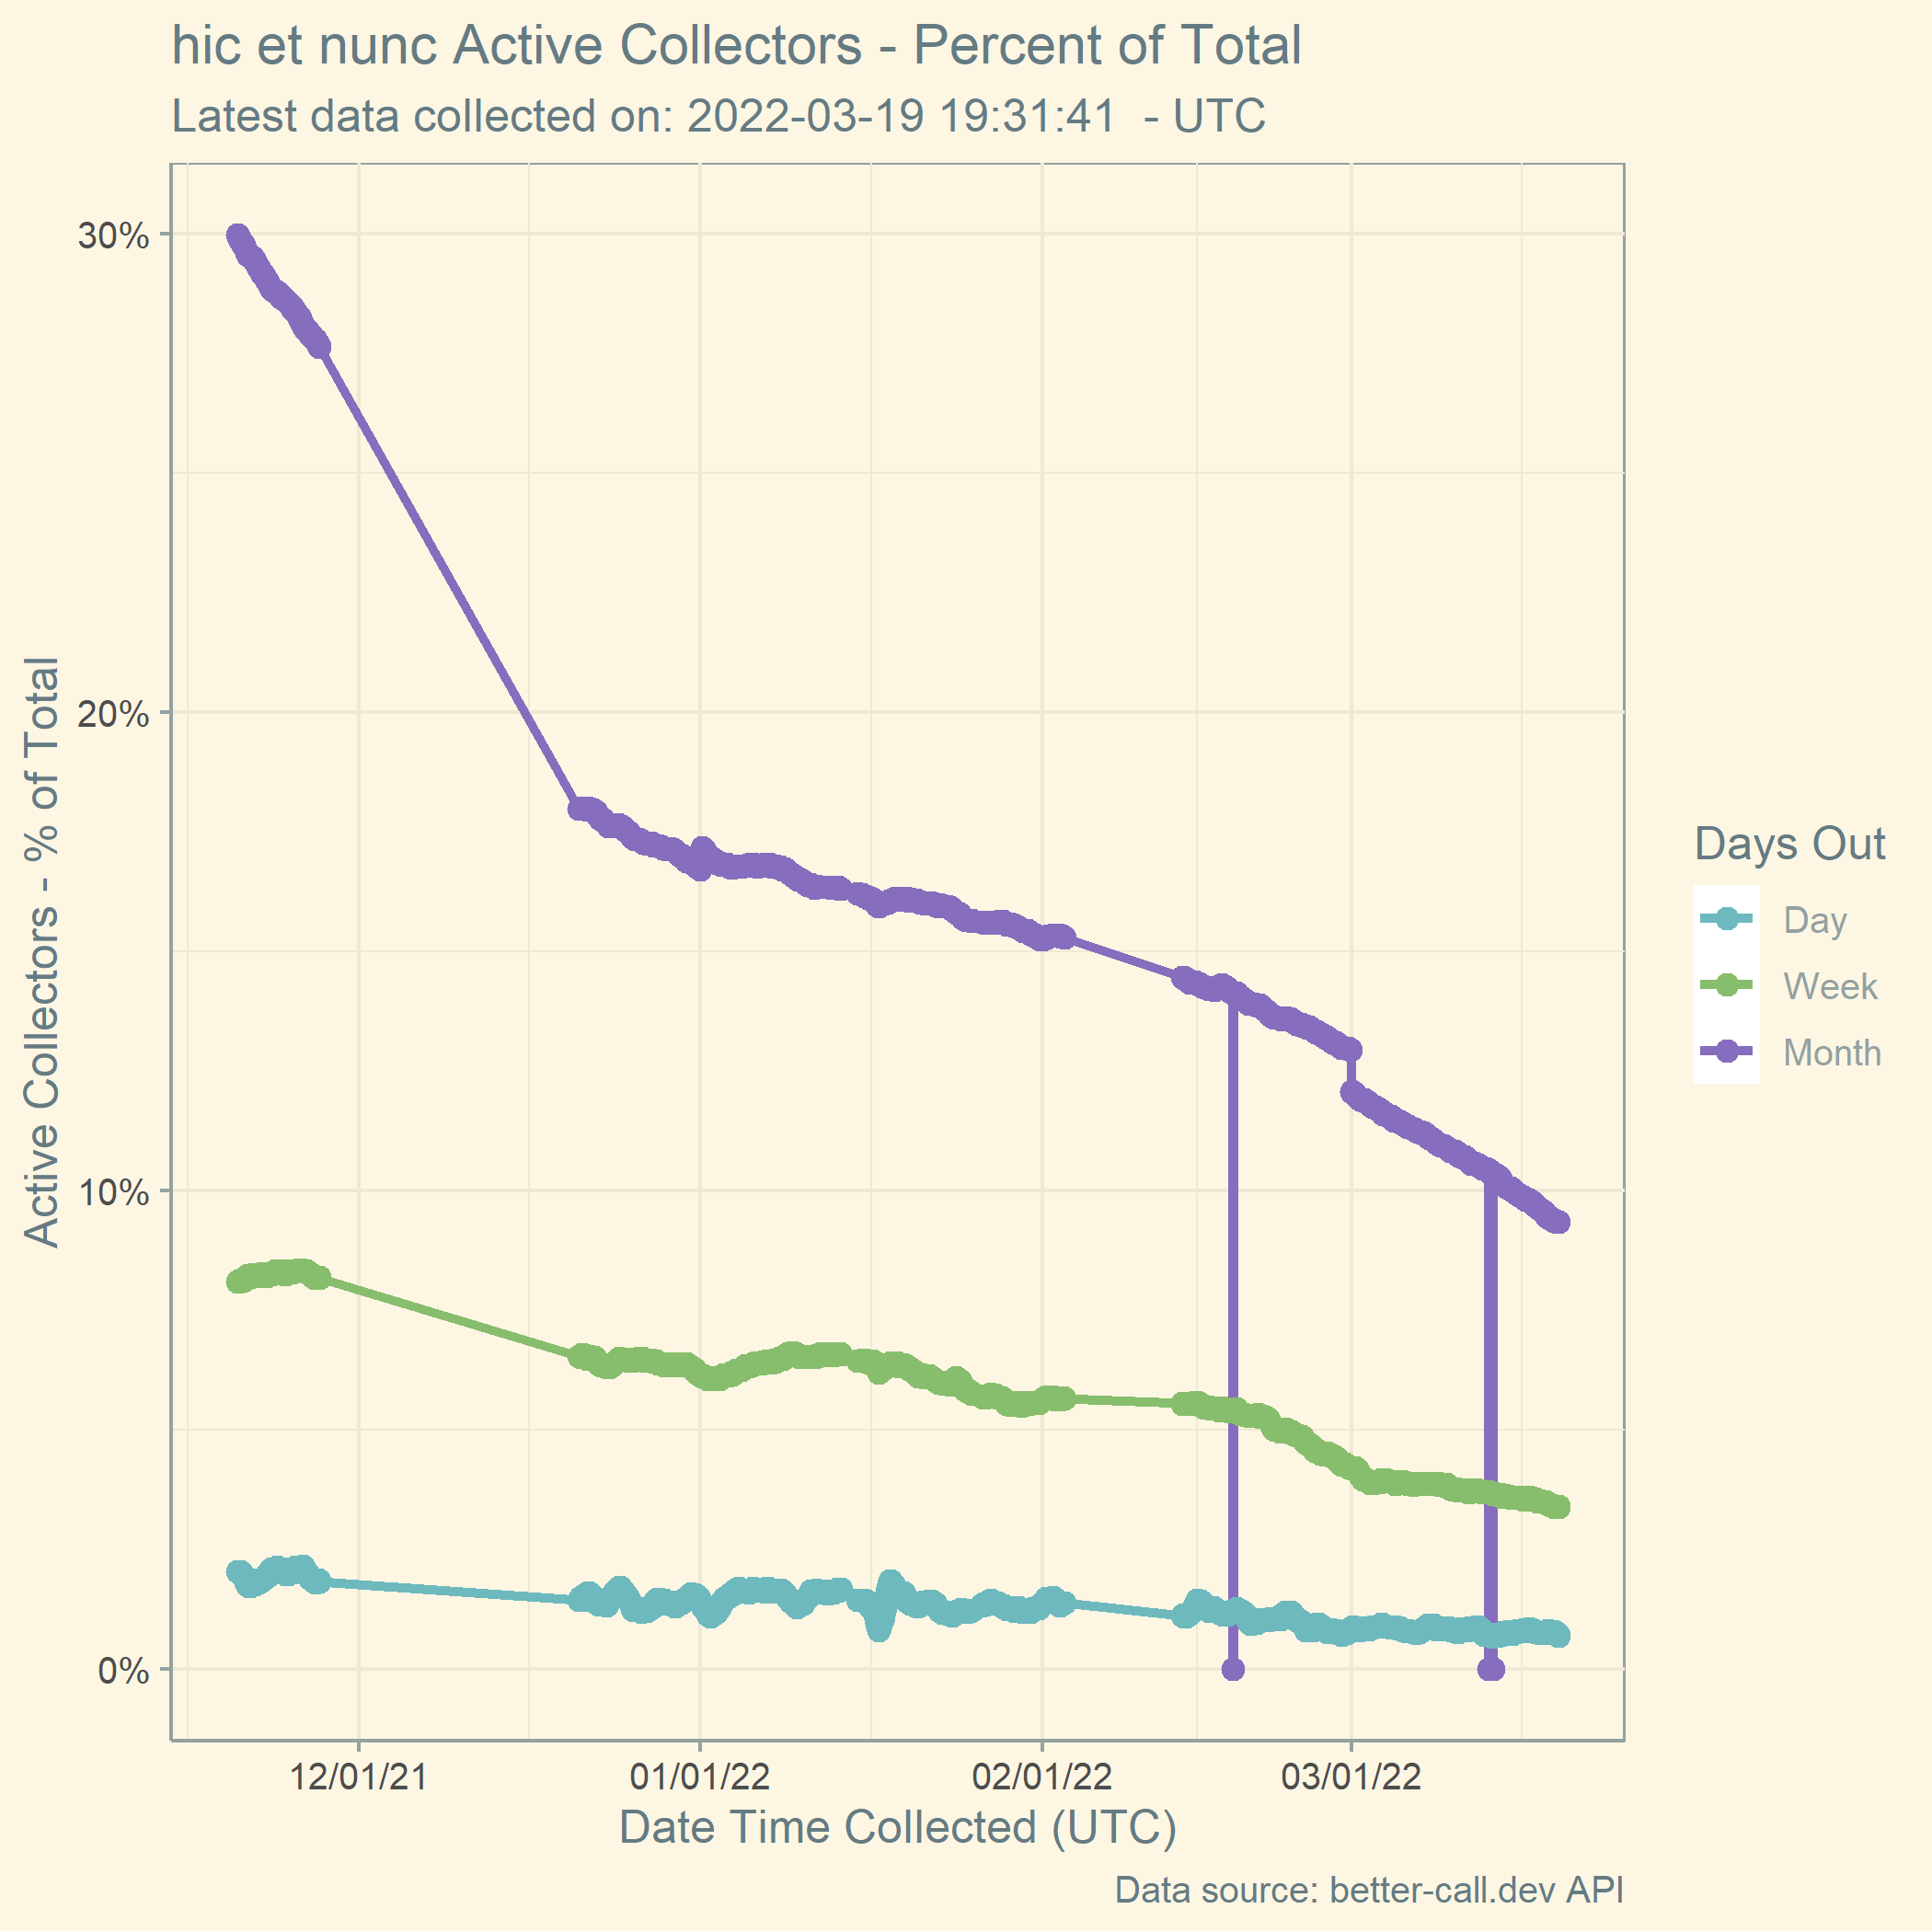 hic et nunc Active Collectors - Percent of Total
Latest data collected on: 2022-03-19 19:31:41  - UTC
Active Collectors - % of Total
30%
20%
10%
0%
12/01/21
01/01/22
02/01/22
03/01/22
Date Time Collected (UTC)
Days Out
Day
Week
Month
Data source: better-call.dev API